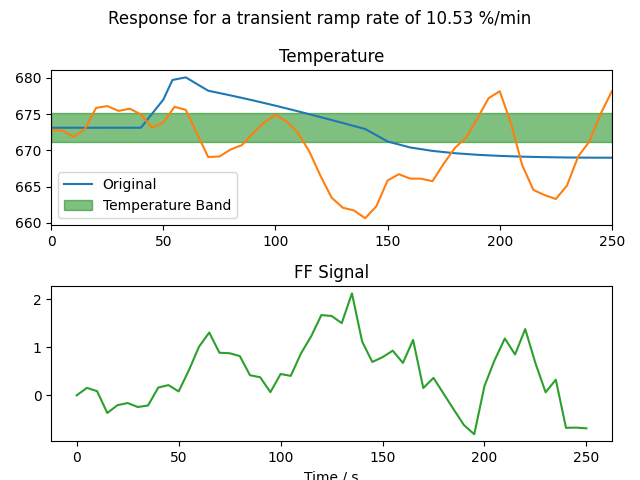 Response for a transient ramp rate of 10.53 %/min
Temperature
680
675
670
665
660
Original
Temperature Band
0 50 100 150 200 250
FF Signal
2
1
0
0 50 100 150 200 250
Time / s